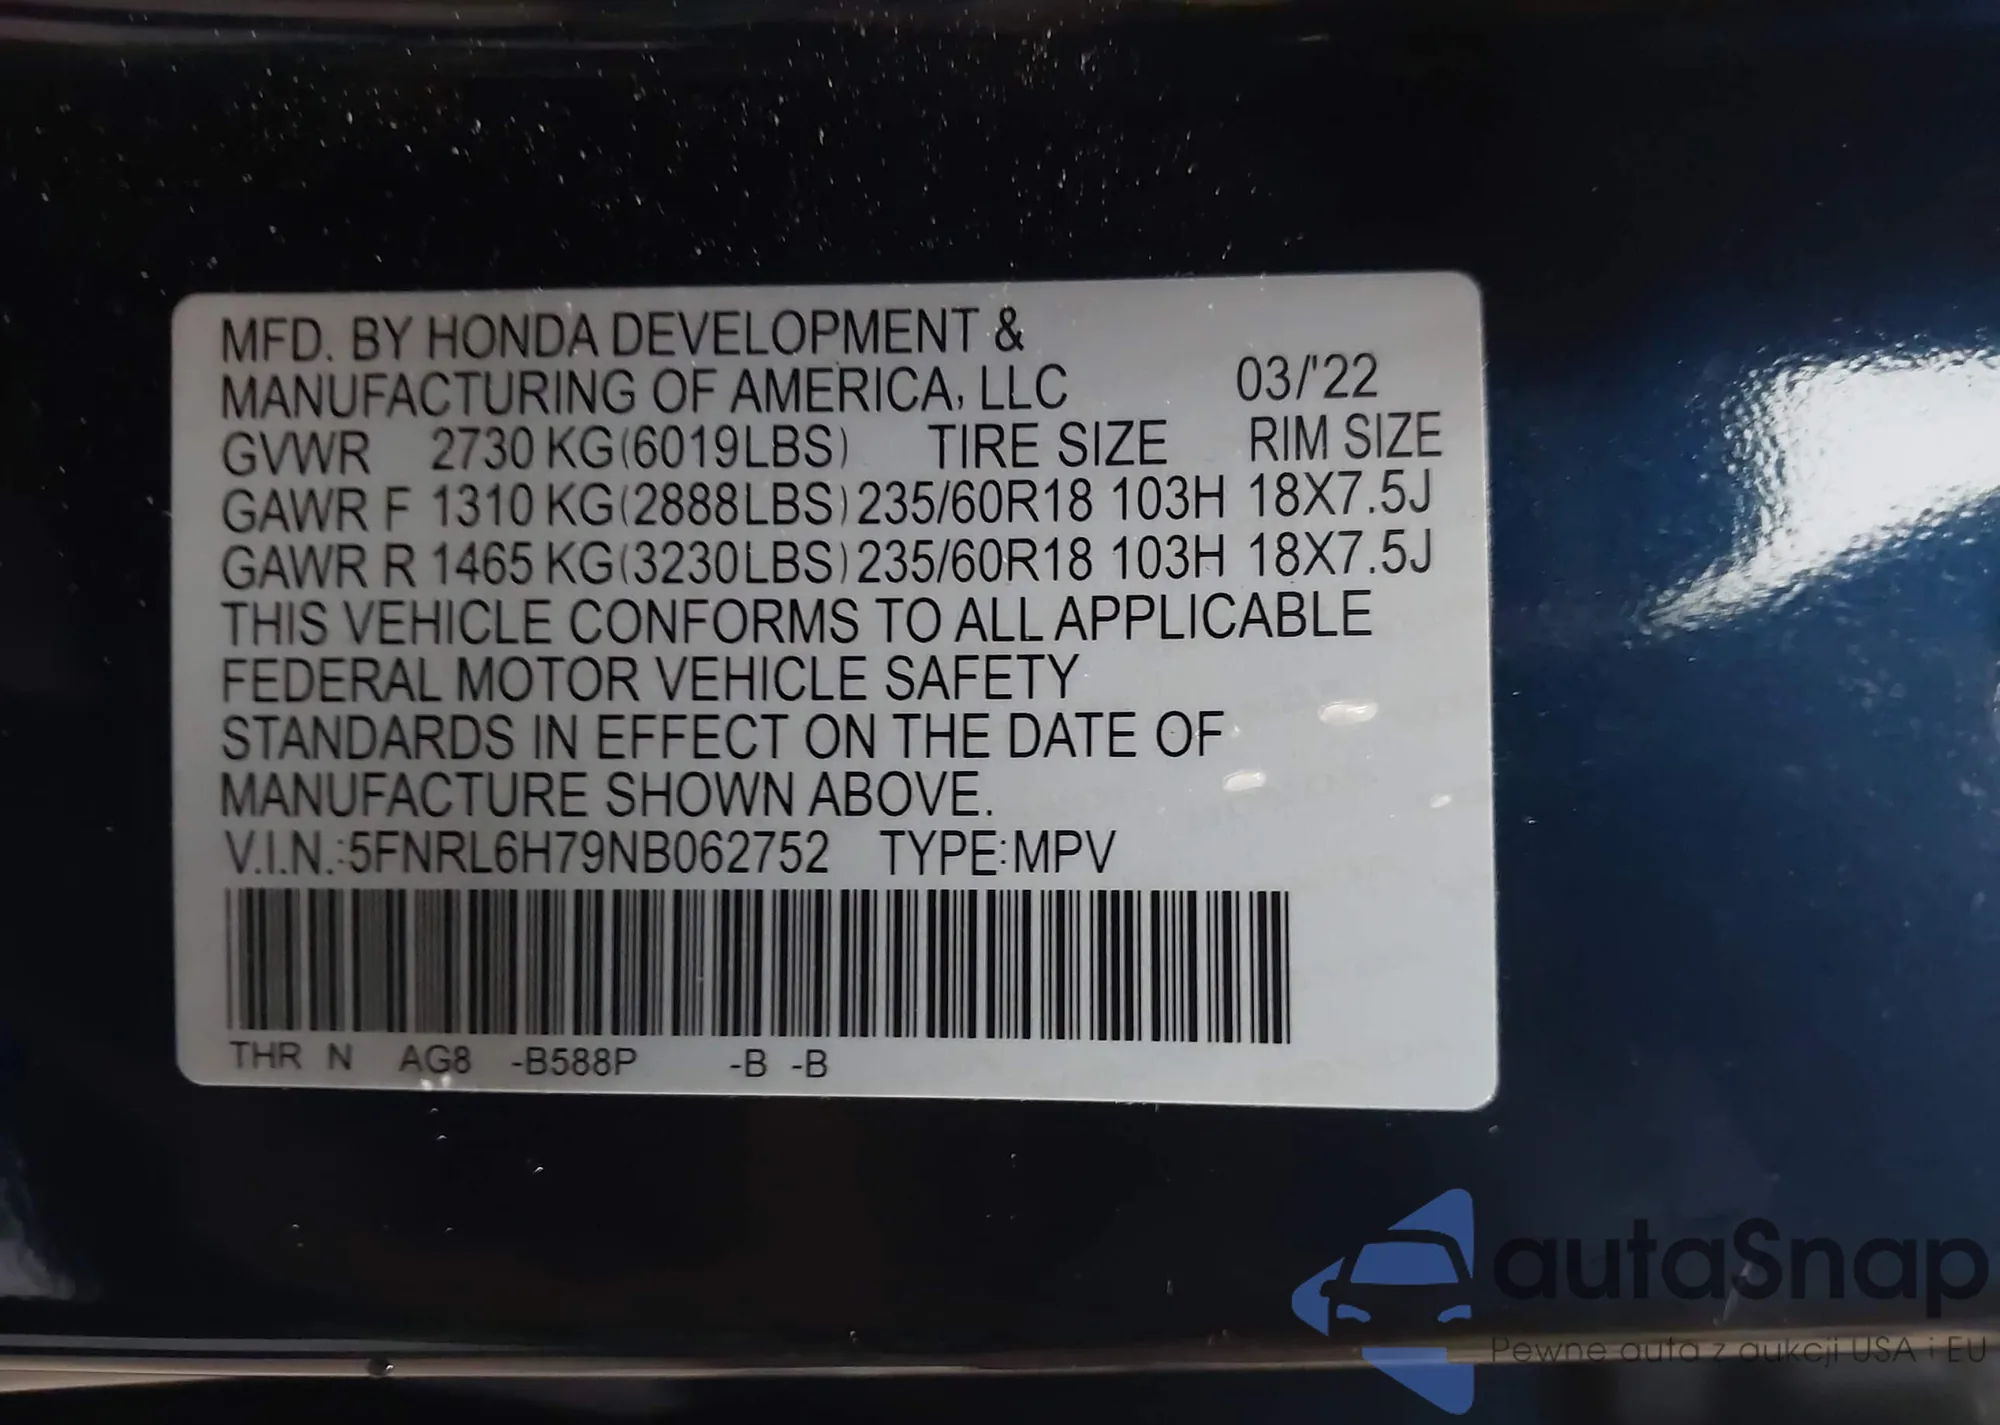 MFD. BY HONDA DEVELOPMENT &
MANUFACTURING OF AMERICA, LLC 03/'22
GVWR 2730 KG(6019LBS) TIRE SIZE RIM SIZE
GAWR F 1310 KG(2888LBS) 235/60R18 103H 18X7.5J
GAWR R 1465 KG(3230LBS) 235/60R18 103H 18X7.5J
THIS VEHICLE CONFORMS TO ALL APPLICABLE
FEDERAL MOTOR VEHICLE SAFETY
STANDARDS IN EFFECT ON THE DATE OF
MANUFACTURE SHOWN ABOVE.
V.I.N.:5FNRL6H79NB062752 TYPE:MPV
THR N AG8 -B588P -B -B
autaSnap
Pewne auta z aukcji USA i EU